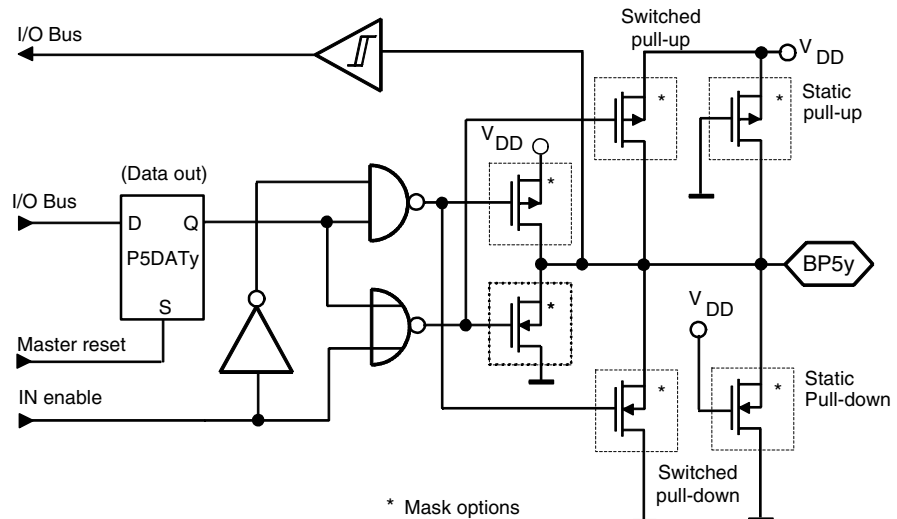 I/O Bus
Switched
pull-up
V DD
Static
pull-up
*
*
V DD
*
(Data out)
I/O Bus
D Q
P5DATy
S
BP5y
*
V DD
Master reset
IN enable
*
*
Static
Pull-down
Switched
pull-down
* Mask options